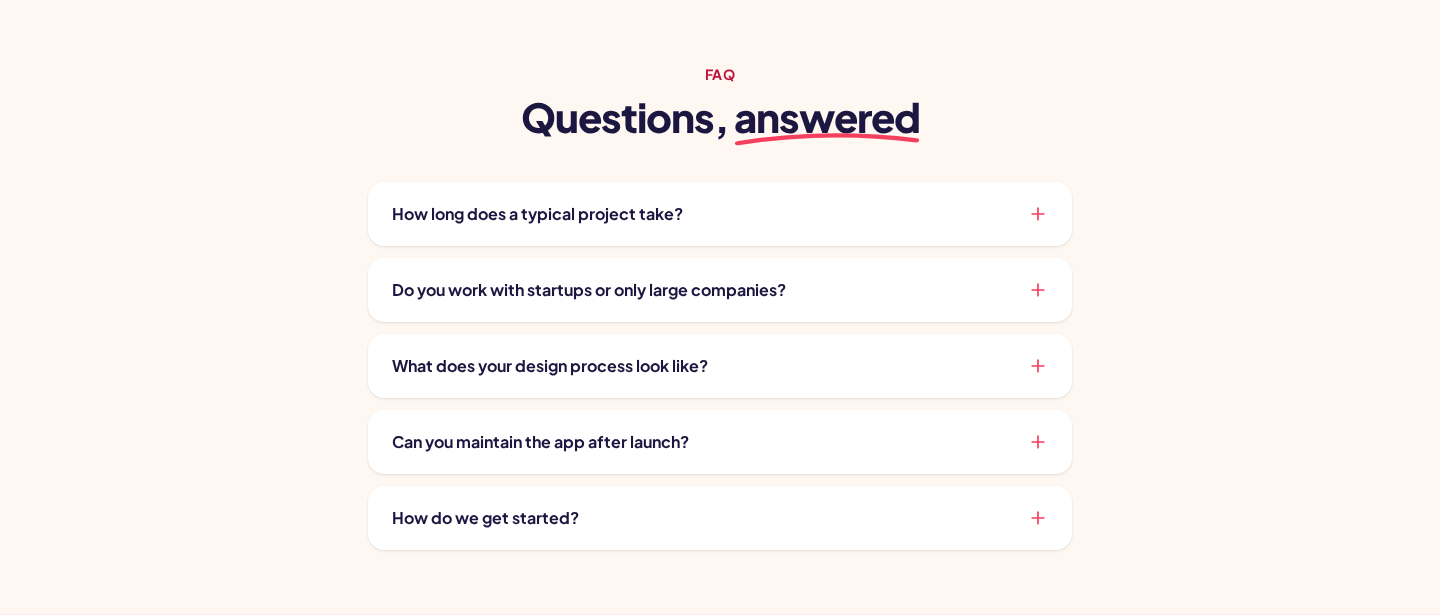 FAQ
Questions, answered
How long does a typical project take?
Do you work with startups or only large companies?
What does your design process look like?
Can you maintain the app after launch?
How do we get started?